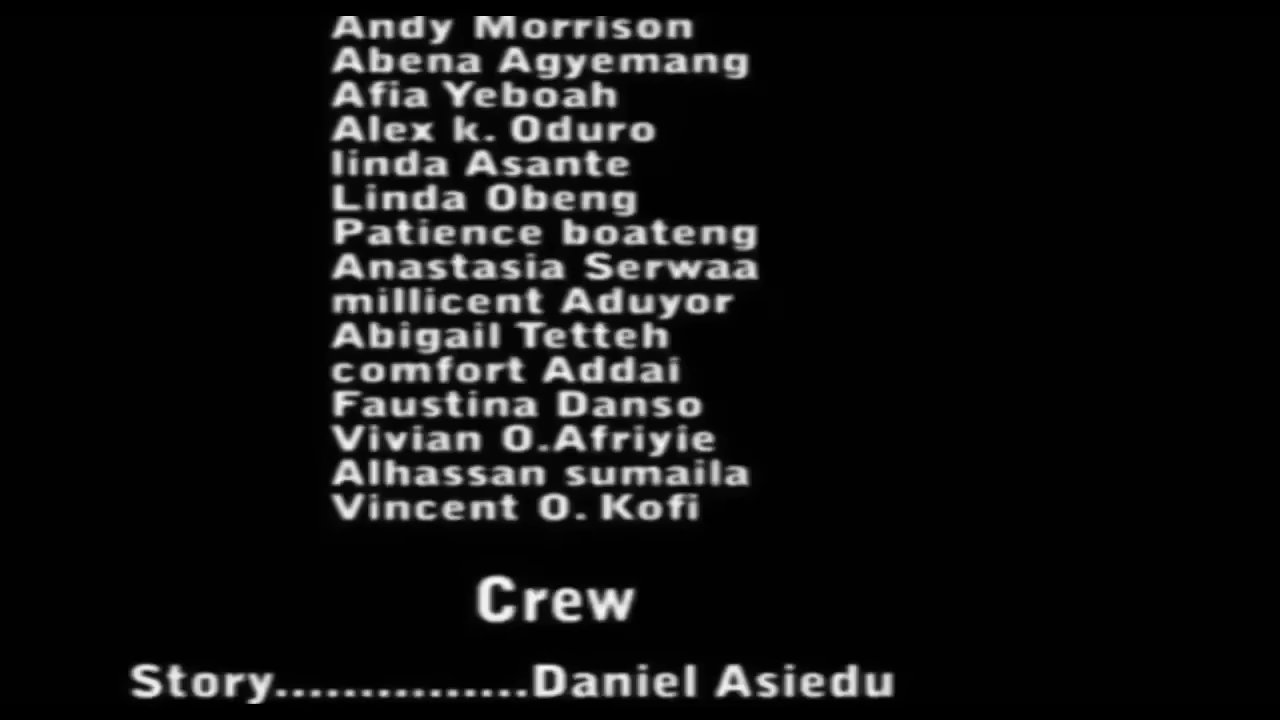 Andy Morrison
Abena Agyemang
Afia Yeboah
Alex k. Oduro
linda Asante
Linda Obeng
Patience boateng
Anastasia Serwaa
millicent Aduyor
Abigail Tetteh
comfort Addai
Faustina Danso
Vivian O.Afriyie
Alhassan sumaila
Vincent O. Kofi
Crew
Story...............Daniel Asiedu